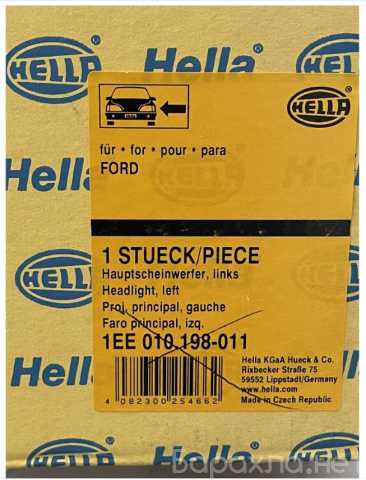 HELLA
HELLA
HELLA
für • for • pour • para
FORD
Hella
1 STUECK/PIECE
Hauptscheinwerfer, links
Headlight, left
Proj. principal, gauche
Faro principal, izq.
1EE 010 198-011
HELLA
Hella KGaA Hueck & Co.
Rixbecker Straße 75
59552 Lippstadt/Germany
www.hella.com
Made in Czech Republic
4 082300 254662
Hella
HELLA
Hella
Барахла.Нет